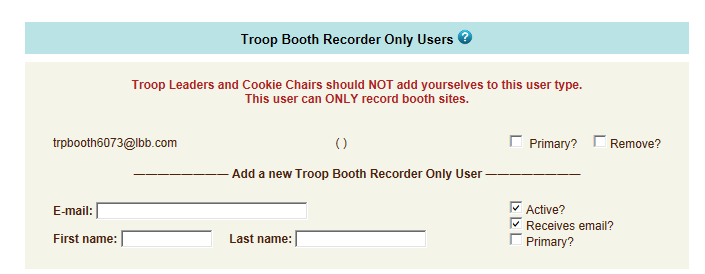 Troop Booth Recorder Only Users ?
Troop Leaders and Cookie Chairs should NOT add yourselves to this user type.
This user can ONLY record booth sites.
trpbooth6073@lbb.com ( ) Primary? Remove?
——————— Add a new Troop Booth Recorder Only User ———————
E-mail: Active?
Receives email?
First name: Last name: Primary?